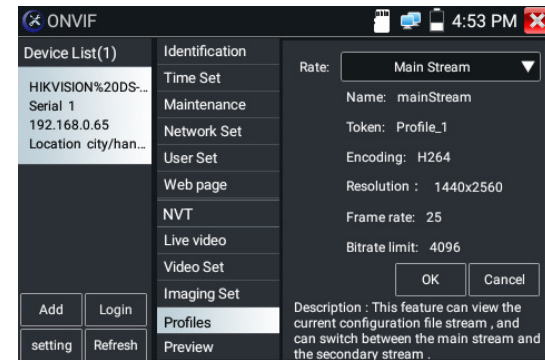 ONVIF
4:53 PM
Device List(1)
HIKVISION%20DS-...
Serial 1
192.168.0.65
Location city/han...
Add
Login
setting
Refresh
Identification
Time Set
Maintenance
Network Set
User Set
Web page
NVT
Live video
Video Set
Imaging Set
Profiles
Preview
Rate: Main Stream
Name: mainStream
Token: Profile_1
Encoding: H264
Resolution : 1440x2560
Frame rate: 25
Bitrate limit: 4096
OK
Cancel
Description : This feature can view the
current configuration file stream , and
can switch between the main stream and
the secondary stream .